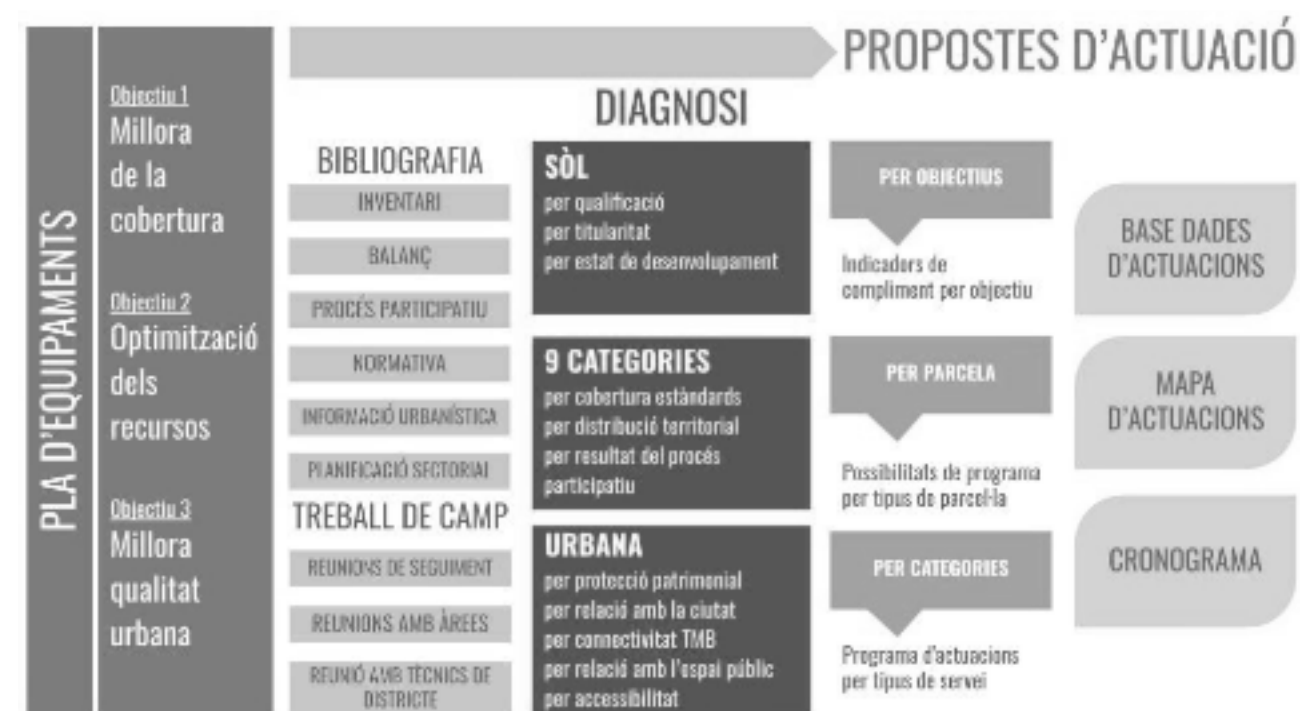 PLA D'EQUIPAMENTS
Objectiu 1
Millora
de la
cobertura
Objectiu 2
Optimització
dels
recursos
Objectiu 3
Millora
qualitat
urbana
PROPOSTES D'ACTUACIÓ
DIAGNOSI
BIBLIOGRAFIA
INVENTARI
BALANÇ
PROCÉS PARTICIPATIU
NORMATIVA
INFORMACIÓ URBANÍSTICA
PLANIFICACIÓ SECTORIAL
TREBALL DE CAMP
REUNIONS DE SEGUIMENT
REUNIONS AMB ÀREES
REUNIÓ AMB TÈCNICS DE
DISTRICTE
SÒL
per qualificació
per titularitat
per estat de desenvolupament
9 CATEGORIES
per cobertura estàndards
per distribució territorial
per resultat del procés
participatiu
URBANA
per protecció patrimonial
per relació amb la ciutat
per connectivitat TMB
per relació amb l'espai públic
per accessibilitat
PER OBJECTIUS
Indicadors de
compliment per objectiu
PER PARCELA
Possibilitats de programa
per tipus de parcel·la
PER CATEGORIES
Programa d'actuacions
per tipus de servei
BASE DADES
D'ACTUACIONS
MAPA
D'ACTUACIONS
CRONOGRAMA